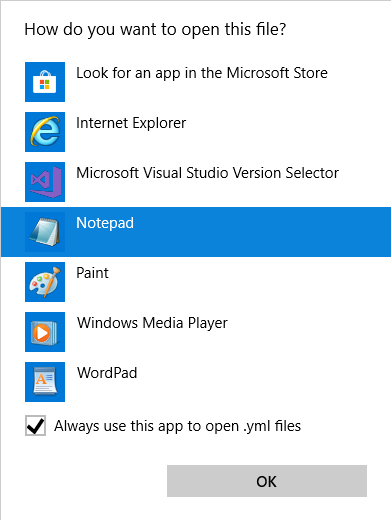 How do you want to open this file?
Look for an app in the Microsoft Store
Internet Explorer
Microsoft Visual Studio Version Selector
Notepad
Paint
Windows Media Player
WordPad
Always use this app to open .yml files
OK